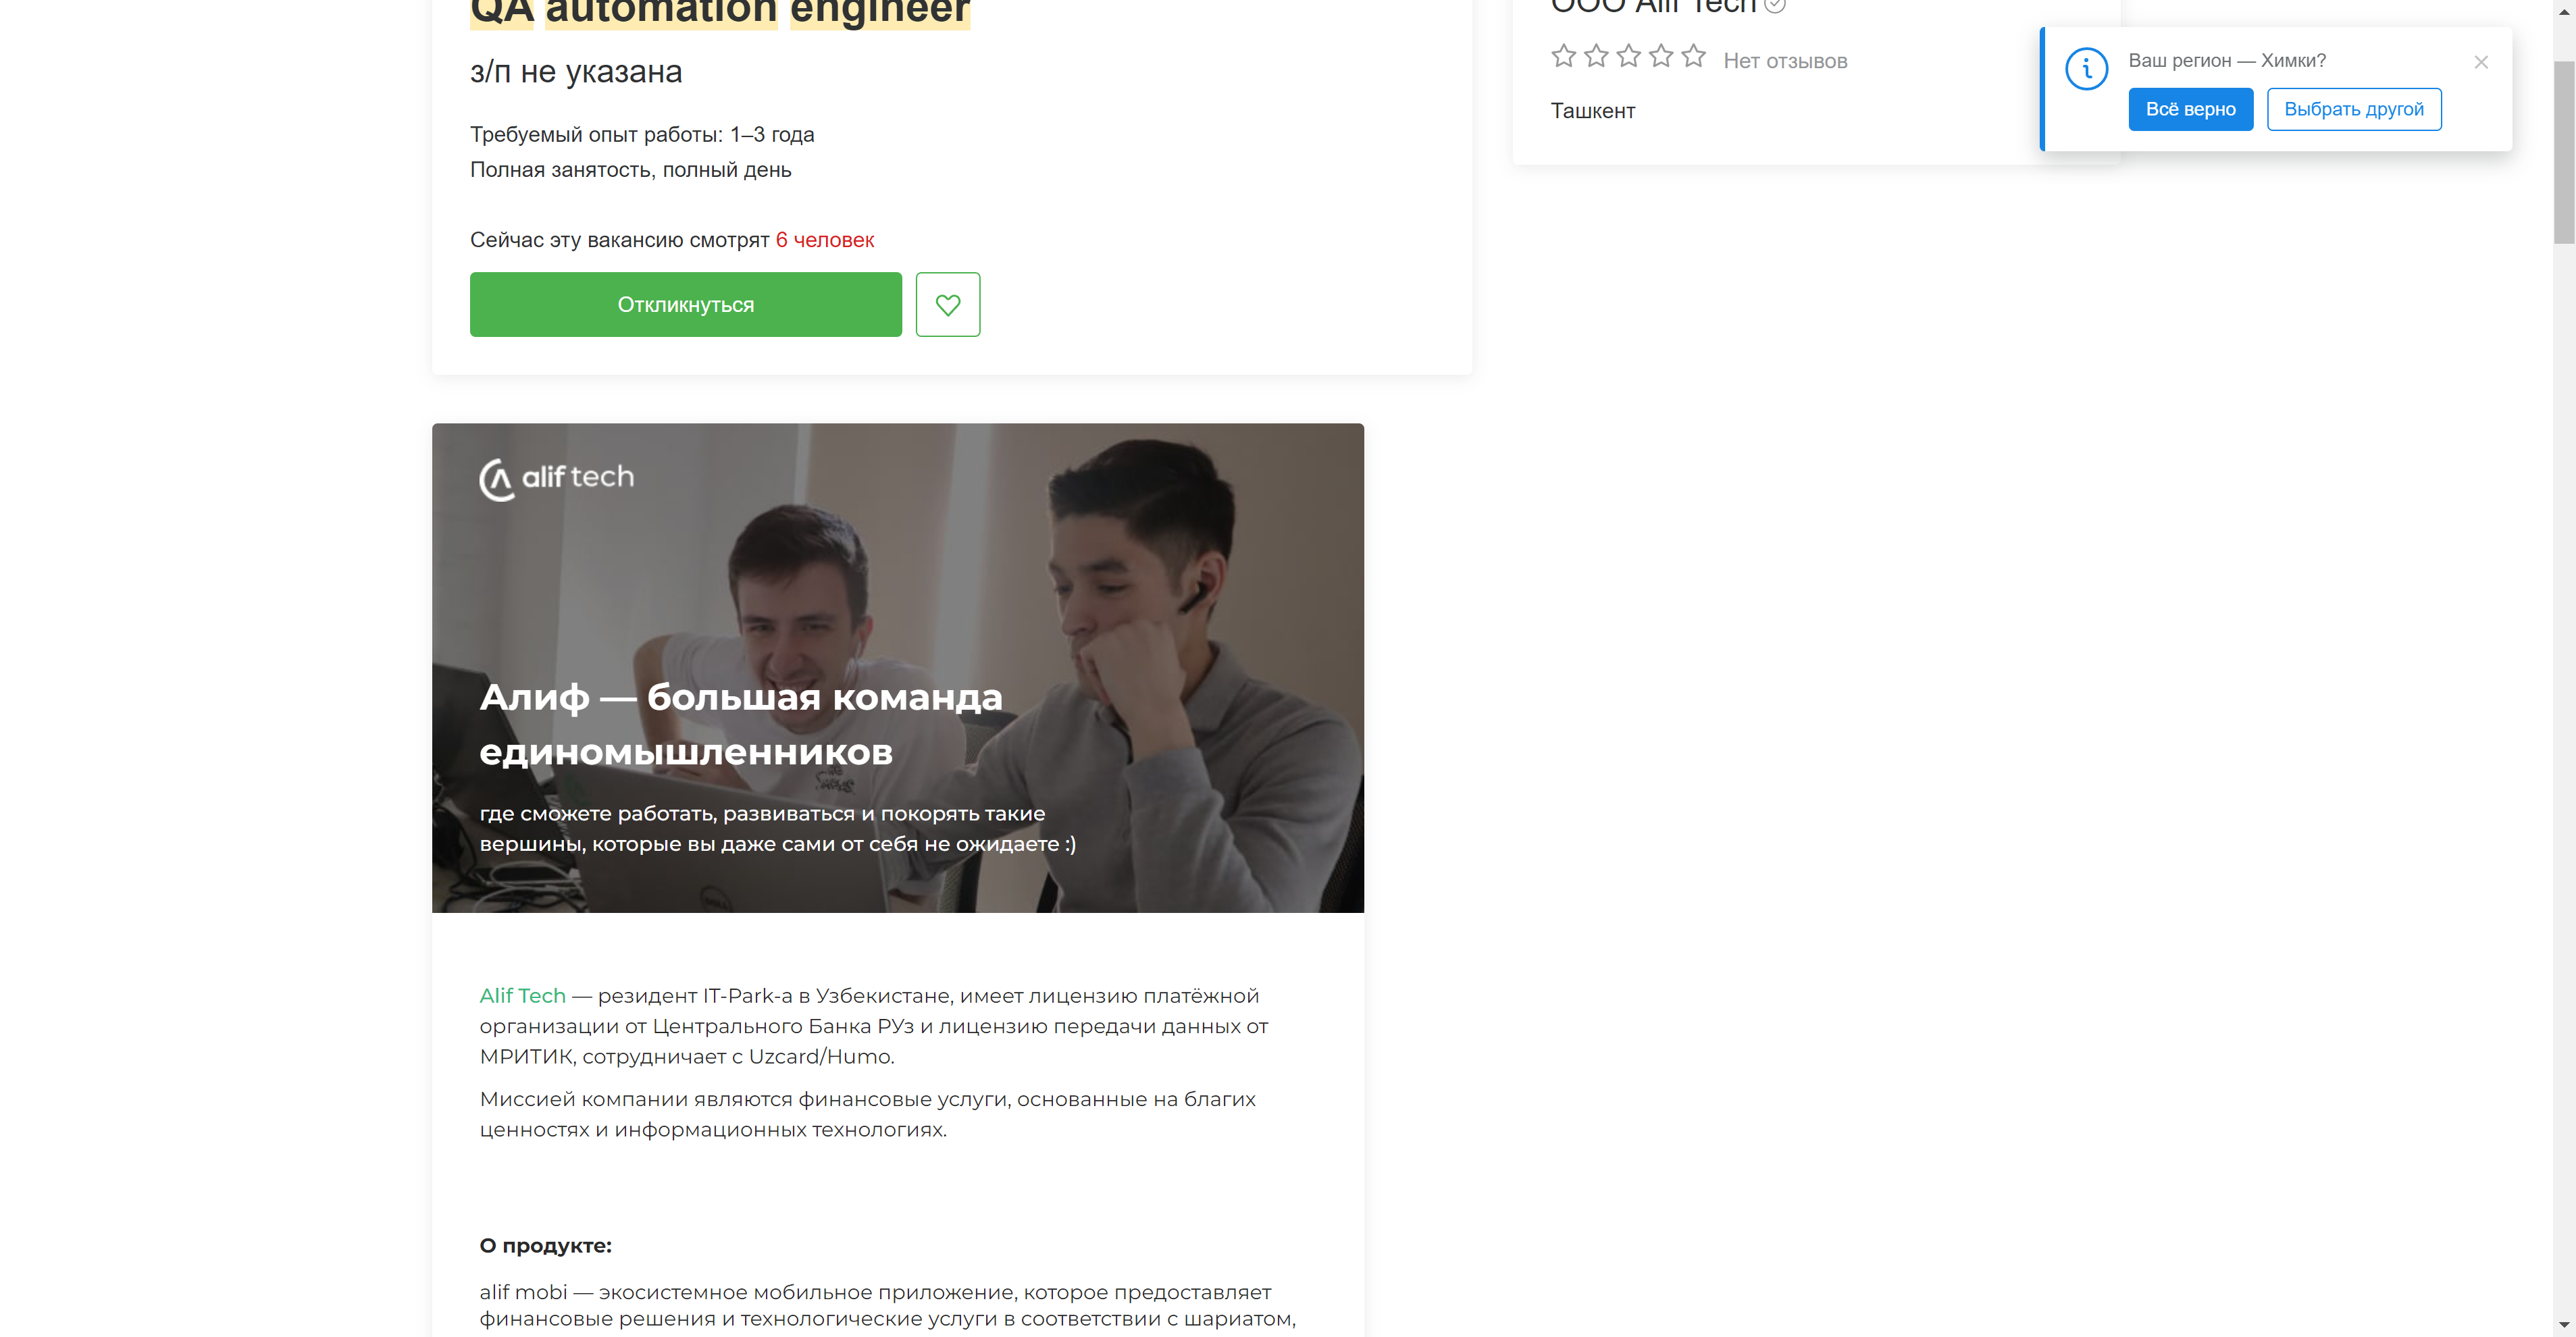 QA automation engineer
з/п не указана
Требуемый опыт работы: 1–3 года
Полная занятость, полный день
Сейчас эту вакансию смотрят 6 человек
Откликнуться
ООО Alif Tech
Нет отзывов
Ташкент
Ваш регион — Химки?
Всё верно
Выбрать другой
alif tech
Алиф — большая команда
единомышленников
где сможете работать, развиваться и покорять такие
вершины, которые вы даже сами от себя не ожидаете :)
Alif Tech — резидент IT-Park-а в Узбекистане, имеет лицензию платёжной
организации от Центрального Банка РУз и лицензию передачи данных от
МРИТИК, сотрудничает с Uzcard/Humo.
Миссией компании являются финансовые услуги, основанные на благих
ценностях и информационных технологиях.
О продукте:
alif mobi — экосистемное мобильное приложение, которое предоставляет
финансовые решения и технологические услуги в соответствии с шариатом,